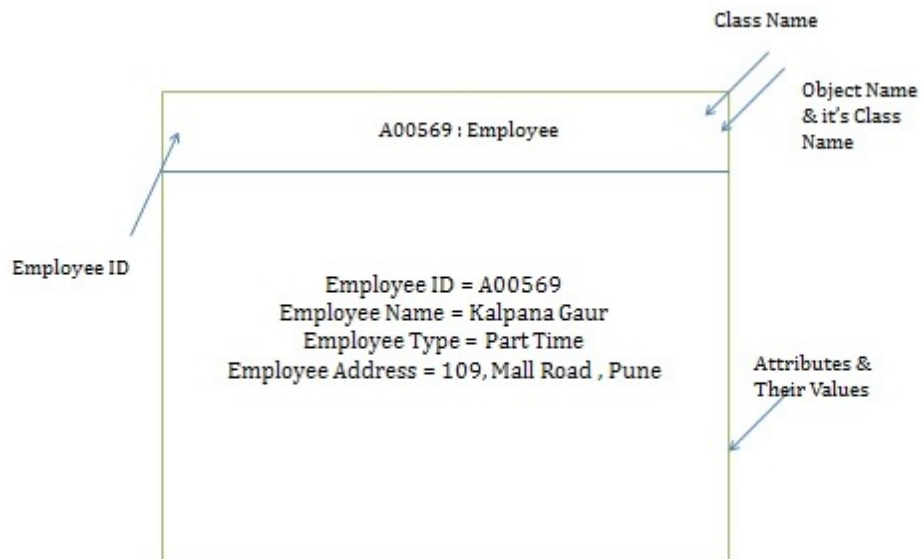 Class Name
Object Name
& it's Class
Name
A00569 : Employee
Employee ID
Employee ID = A00569
Employee Name = Kalpana Gaur
Employee Type = Part Time
Employee Address = 109, Mall Road , Pune
Attributes &
Their Values